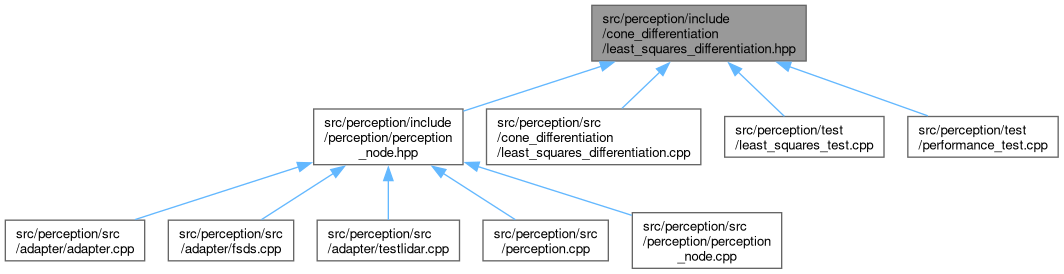 src/perception/include
/cone_differentiation
/least_squares_differentiation.hpp
src/perception/include
/perception/perception
_node.hpp
src/perception/src
/cone_differentiation
/least_squares_differentiation.cpp
src/perception/test
/least_squares_test.cpp
src/perception/test
/performance_test.cpp
src/perception/src
/adapter/adapter.cpp
src/perception/src
/adapter/fsds.cpp
src/perception/src
/adapter/testlidar.cpp
src/perception/src
/perception.cpp
src/perception/src
/perception/perception
_node.cpp